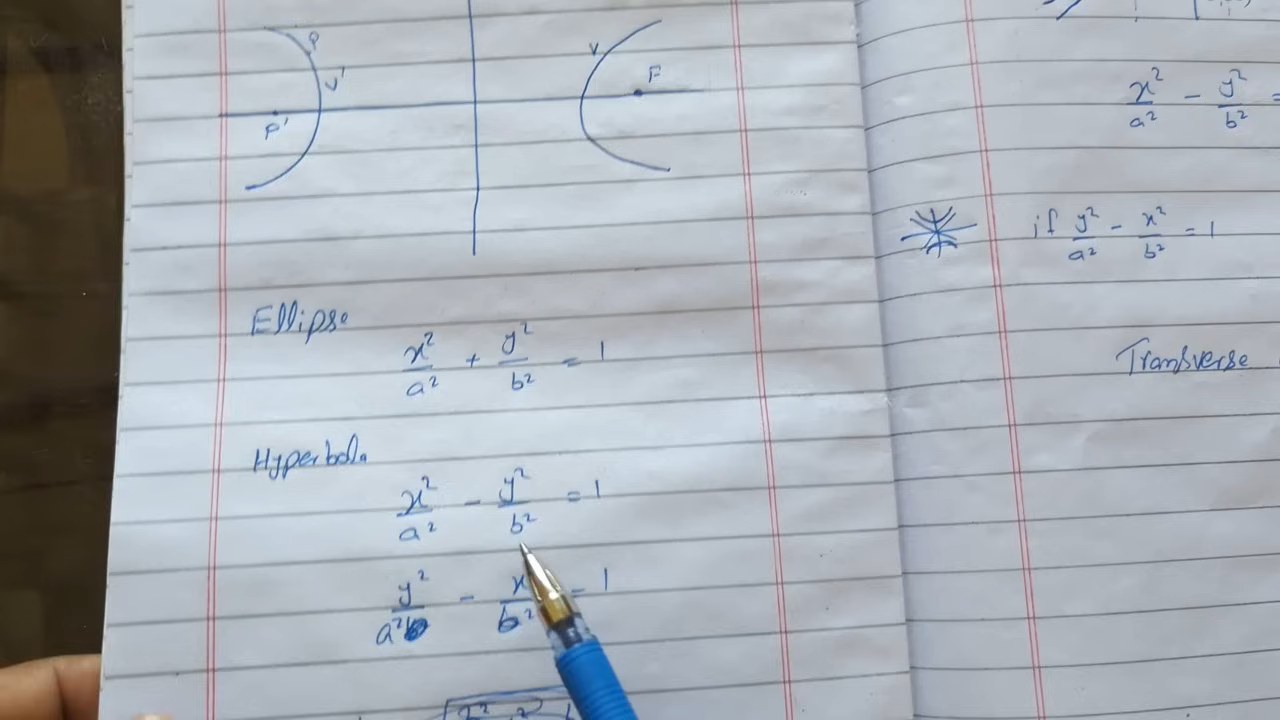 P
V'
F'
V
F
Ellipse
x²/a² + y²/b² = 1
Hyperbola
x²/a² - y²/b² = 1
y²/a² - x/b² = 1
x²/a² - y²/b² =
if y²/a² - x²/b² = 1
Transverse